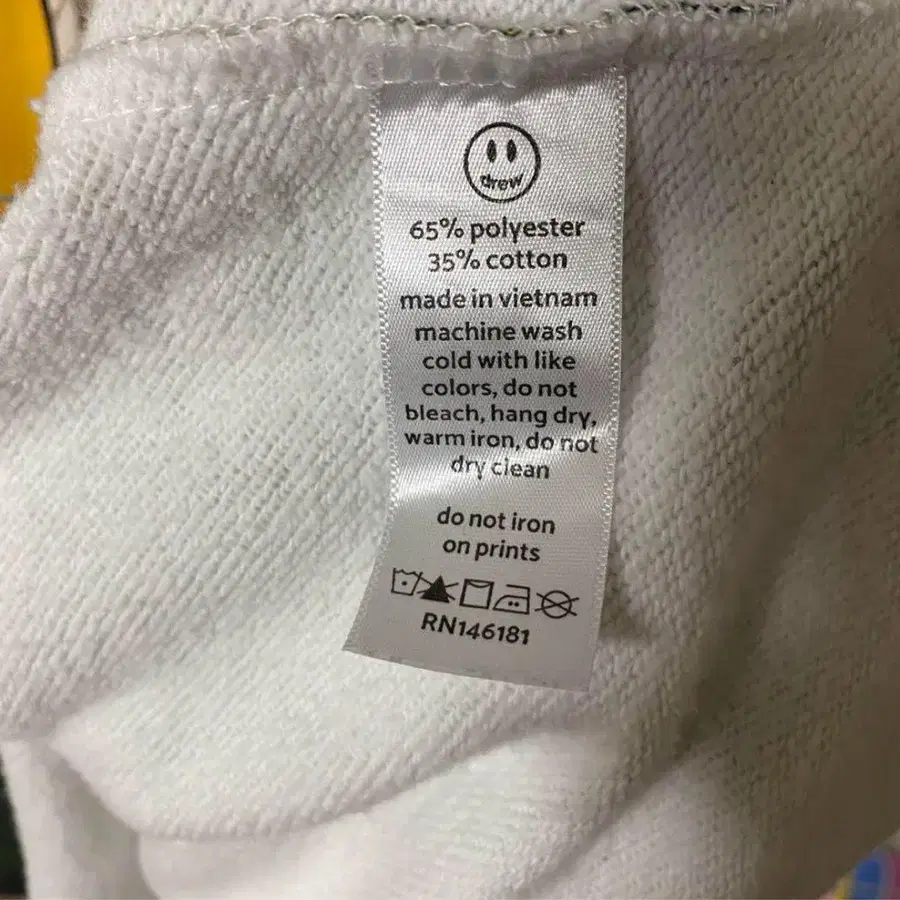 drew
65% polyester
35% cotton
made in vietnam
machine wash
cold with like
colors, do not
bleach, hang dry,
warm iron, do not
dry clean
do not iron
on prints
RN146181